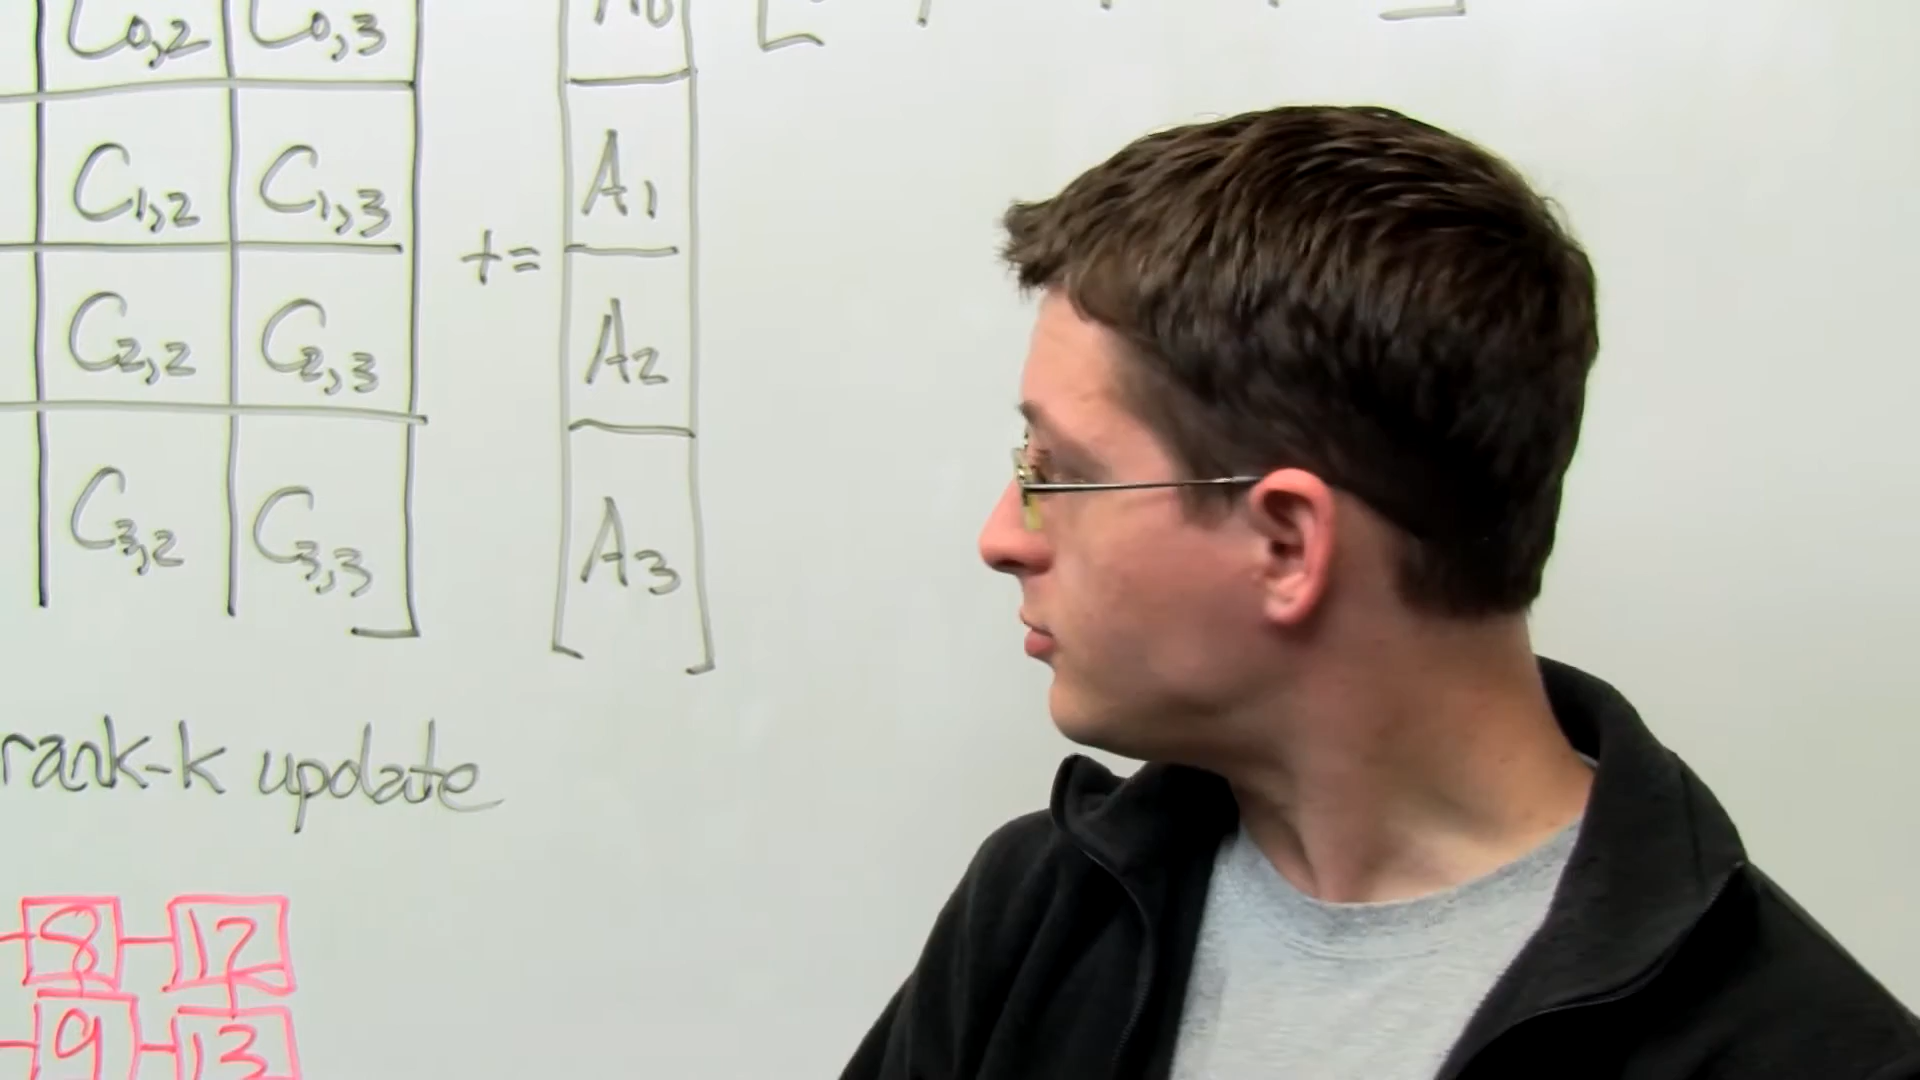 C0,2 C0,3 A0
C1,2 C1,3 A1
+=
C2,2 C2,3 A2
C3,2 C3,3 A3
rank-k update
8 12
9 13